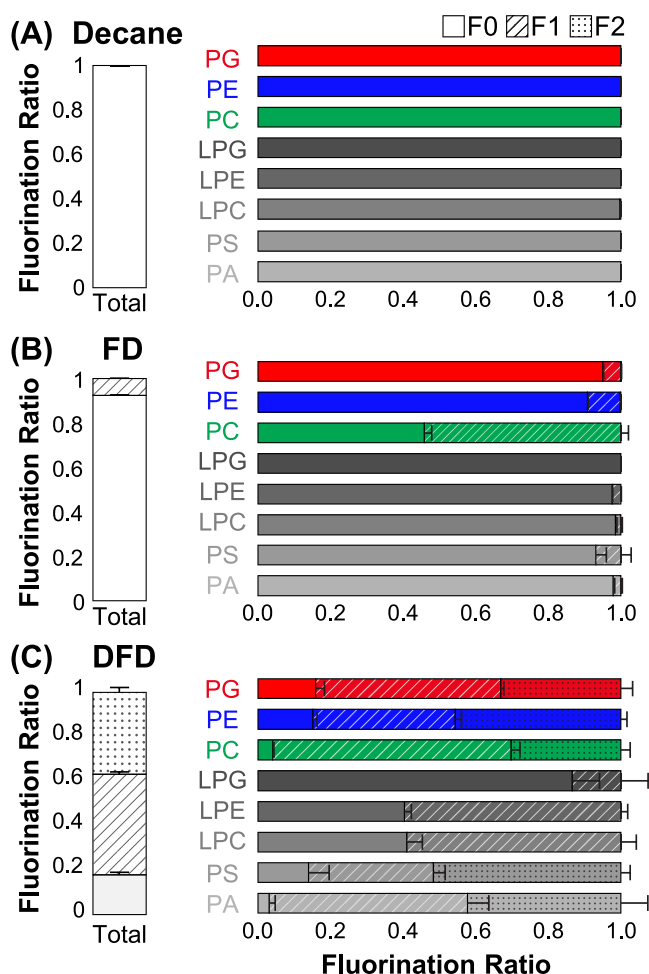 (A) Decane
F0 F1 F2
Fluorination Ratio
1
0.8
0.6
0.4
0.2
0
Total
PG
PE
PC
LPG
LPE
LPC
PS
PA
0.0 0.2 0.4 0.6 0.8 1.0
(B) FD
Fluorination Ratio
1
0.8
0.6
0.4
0.2
0
Total
PG
PE
PC
LPG
LPE
LPC
PS
PA
0.0 0.2 0.4 0.6 0.8 1.0
(C) DFD
Fluorination Ratio
1
0.8
0.6
0.4
0.2
0
Total
PG
PE
PC
LPG
LPE
LPC
PS
PA
0.0 0.2 0.4 0.6 0.8 1.0
Fluorination Ratio